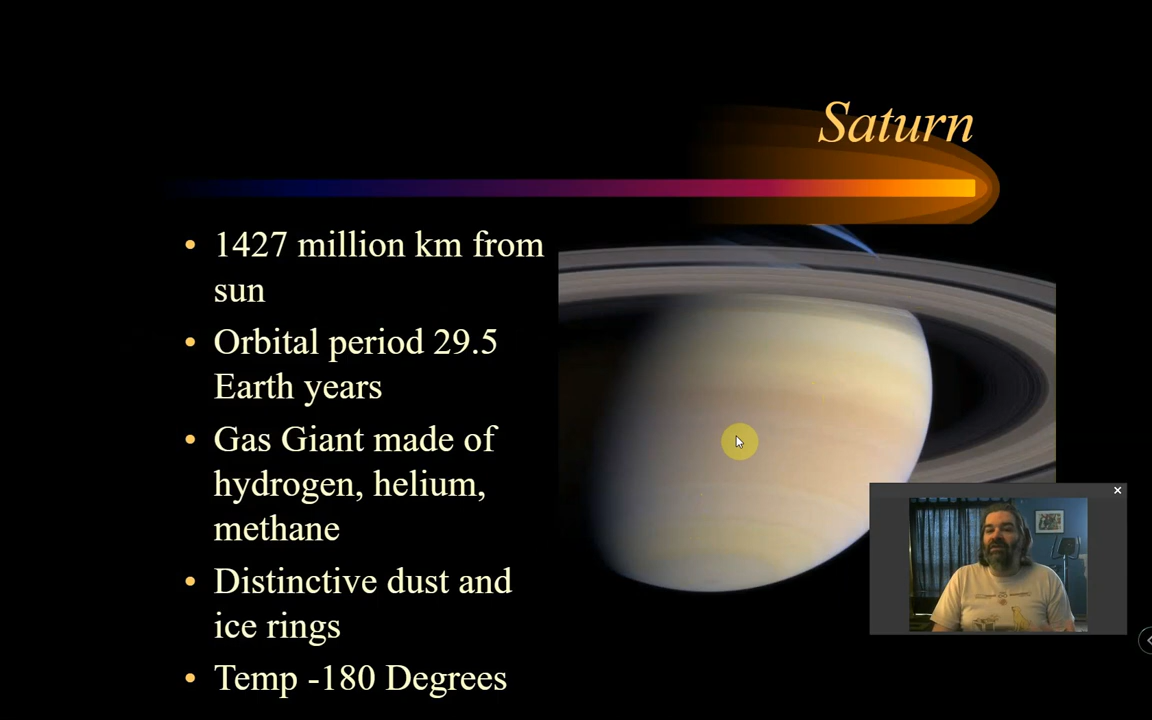 Saturn
• 1427 million km from
sun
• Orbital period 29.5
Earth years
• Gas Giant made of
hydrogen, helium,
methane
• Distinctive dust and
ice rings
• Temp -180 Degrees